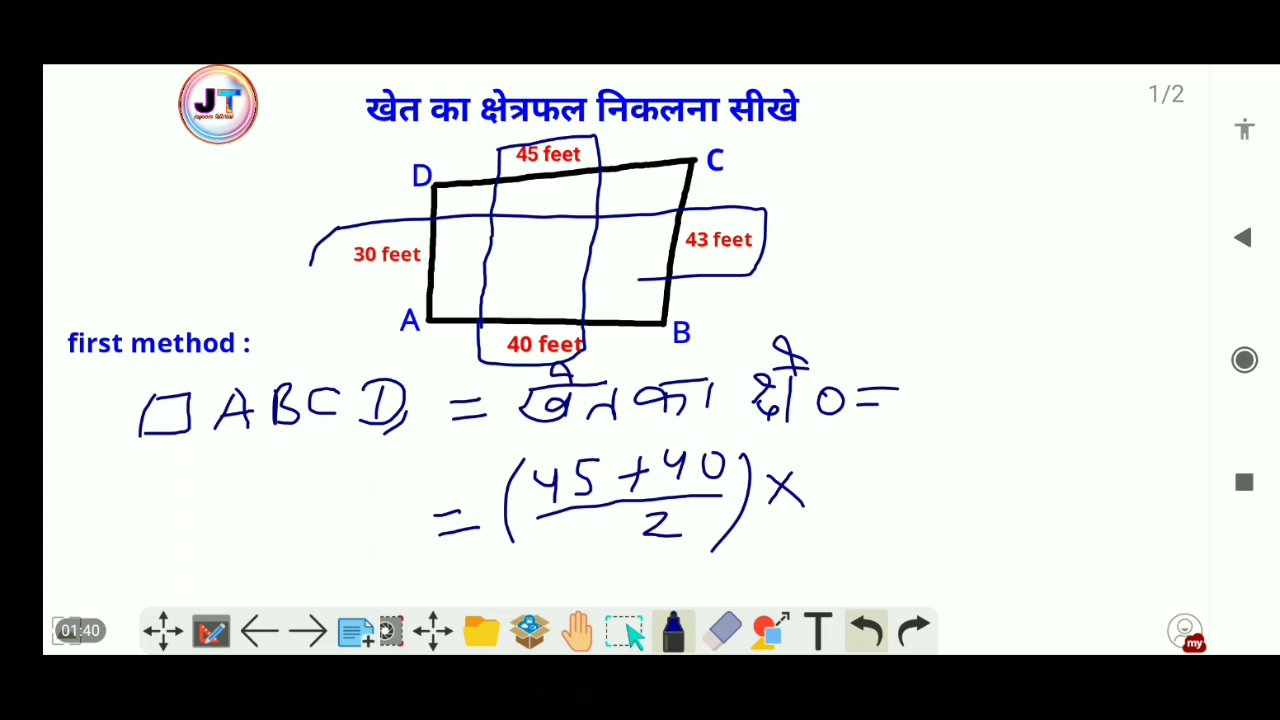 JT
खेत का क्षेत्रफल निकलना सीखे
1/2
45 feet
D
C
30 feet
43 feet
A
B
40 feet
first method :
□ ABCD = खेत का क्षे०=
= (45+40/2) ×
01:40
T
my